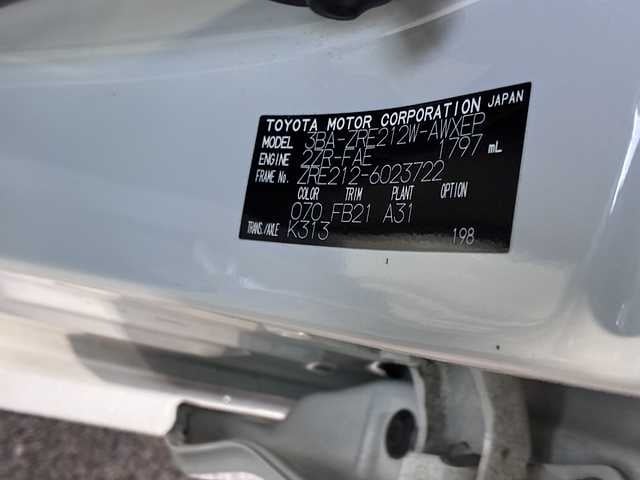 TOYOTA MOTOR CORPORATION JAPAN
MODEL 3BA-ZRE212W-AWXEP
ENGINE 2ZR-FAE 1797 mL
FRAME No. ZRE212-6023722
COLOR TRIM PLANT OPTION
070 FB21 A31
TRANS./AXLE K313 198